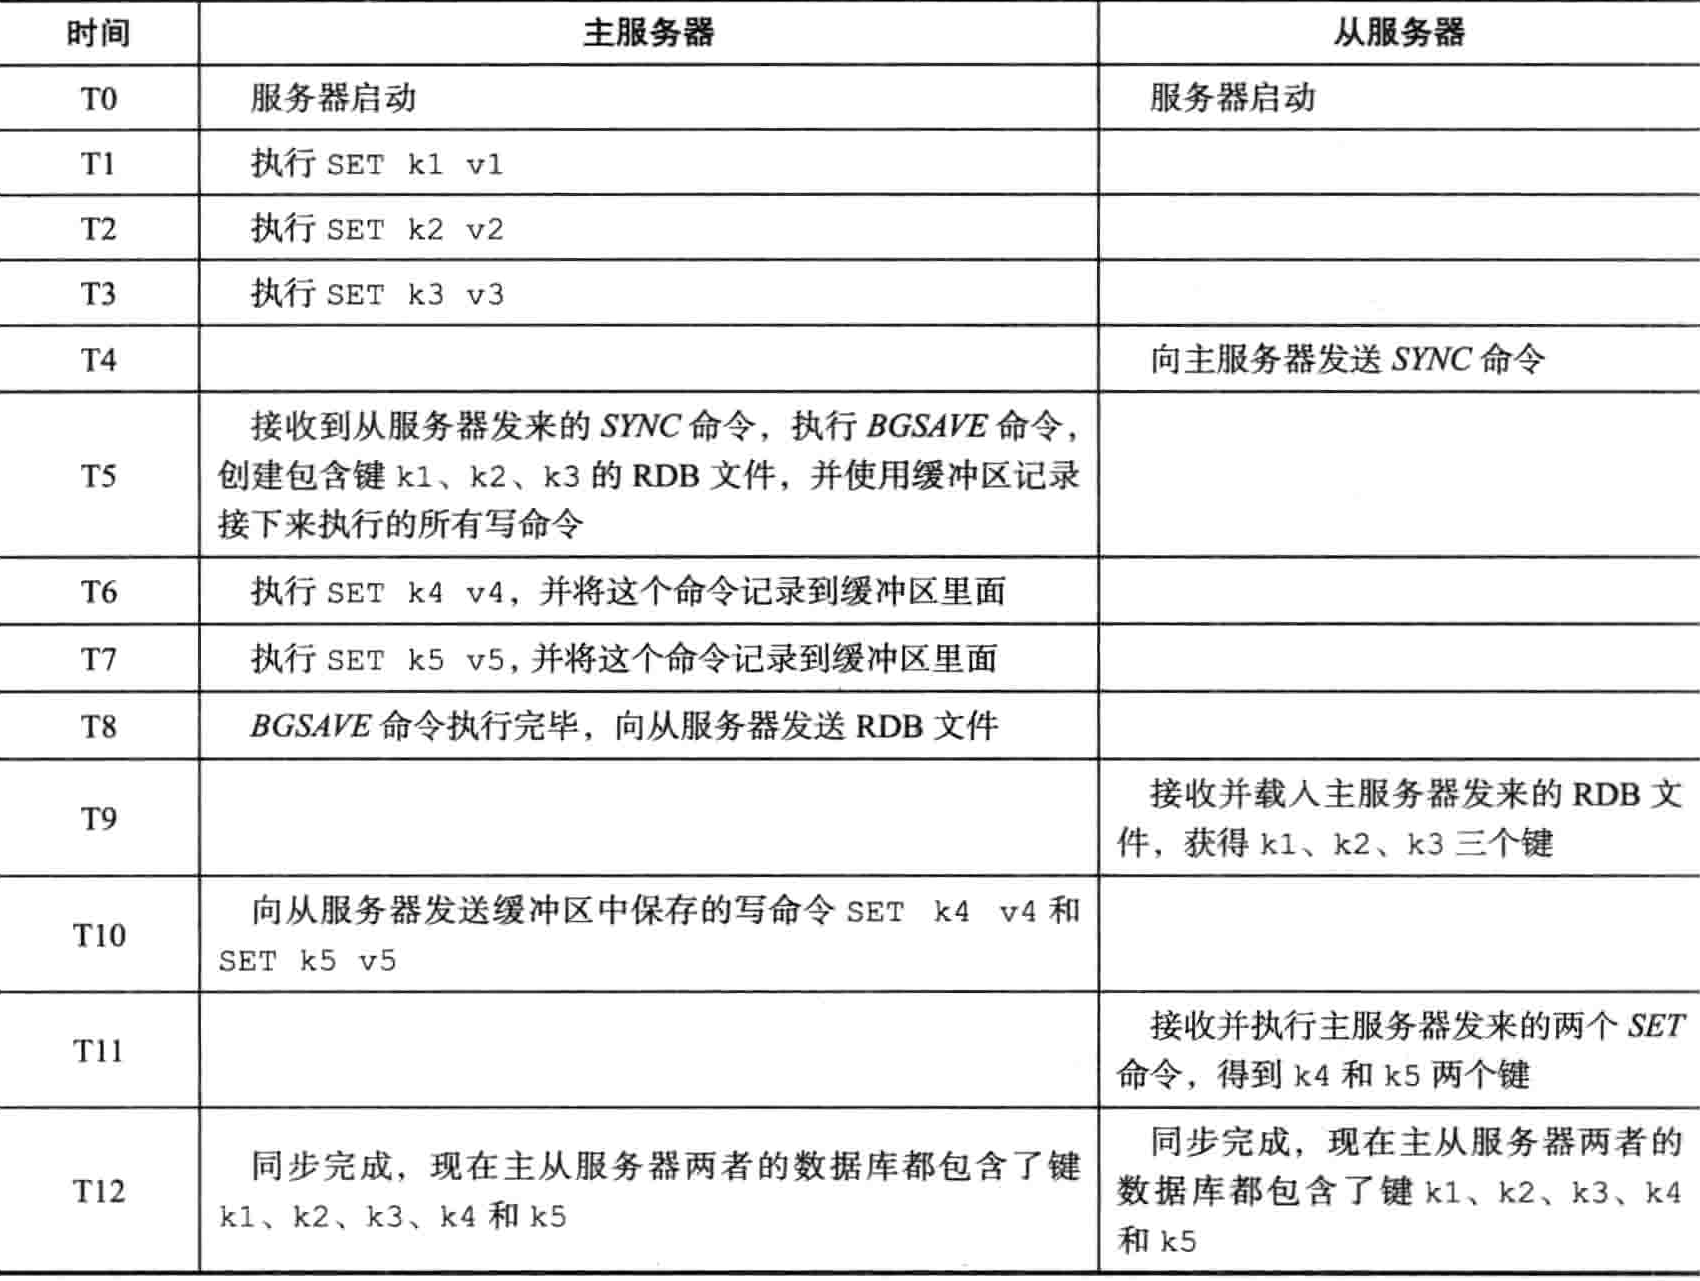 时间 主服务器 从服务器
T0 服务器启动 服务器启动
T1 执行 SET k1 v1
T2 执行 SET k2 v2
T3 执行 SET k3 v3
T4 向主服务器发送 SYNC 命令
T5 接收到从服务器发来的 SYNC 命令，执行 BGSAVE 命令，
创建包含键 k1、k2、k3 的 RDB 文件，并使用缓冲区记录
接下来执行的所有写命令
T6 执行 SET k4 v4，并将这个命令记录到缓冲区里面
T7 执行 SET k5 v5，并将这个命令记录到缓冲区里面
T8 BGSAVE 命令执行完毕，向从服务器发送 RDB 文件
T9 接收并载入主服务器发来的 RDB 文
件，获得 k1、k2、k3 三个键
T10 向从服务器发送缓冲区中保存的写命令 SET k4 v4 和
SET k5 v5
T11 接收并执行主服务器发来的两个 SET
命令，得到 k4 和 k5 两个键
T12 同步完成，现在主从服务器两者的数据库都包含了键
k1、k2、k3、k4 和 k5
同步完成，现在主从服务器两者的
数据库都包含了键 k1、k2、k3、k4
和 k5